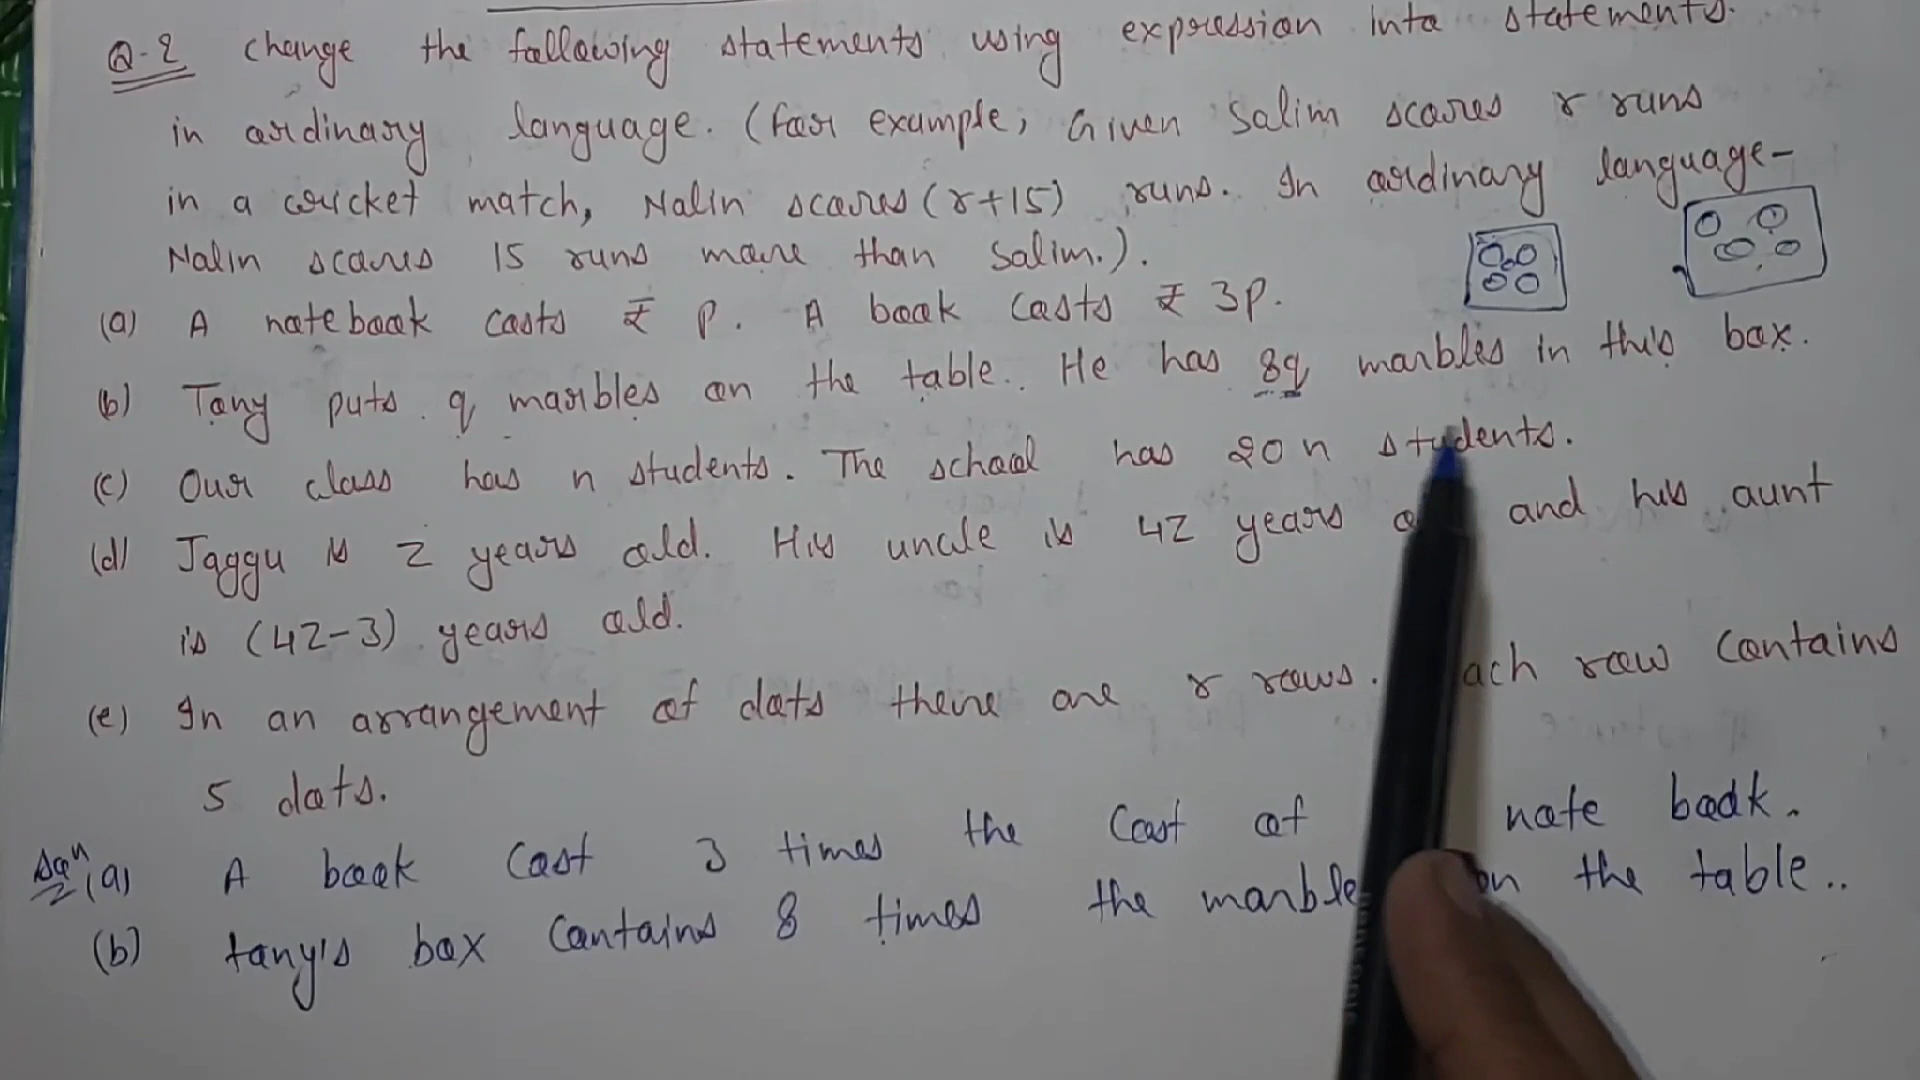 Q-2 change the following statements using expression into statements.
in ordinary language. (for example, Given Salim scores r runs
in a cricket match, Nalin scores (r+15) runs. In ordinary language-
Nalin scores 15 runs more than Salim.).
(a) A note book costs ₹ p. A book costs ₹ 3p.
(b) Tony puts q marbles on the table. He has 8q marbles in this box.
(c) Our class has n students. The school has 20n students.
(d) Jaggu is z years old. His uncle is 4z years and his aunt
is (4z-3) years old.
(e) In an arrangement of dots there are r rows. ach row contains
5 dots.
Soln (a) A book cost 3 times the cost of note book.
(b) tony's box contains 8 times the marble on the table..